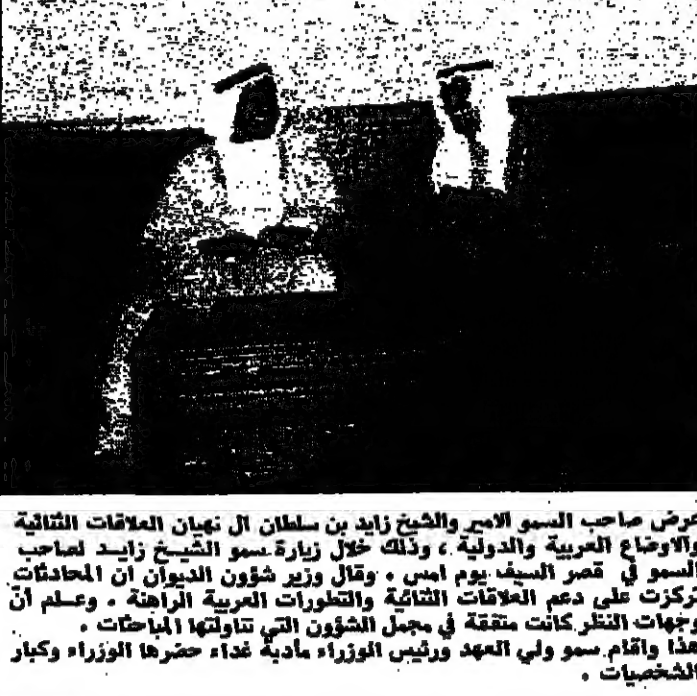 عرض صاحب السمو الامير والشيخ زايد بن سلطان ال نهيان العلاقات الثنائية
والاوضاع العربية والدولية ، وذلك خلال زيارة سمو الشيخ زايد لصاحب
السمو في قصر السيف يوم امس . وقال وزير شؤون الديوان ان المحادثات
تركزت على دعم العلاقات الثنائية والتطورات العربية الراهنة . وعلم أن
وجهات النظر كانت متفقة في مجمل الشؤون التي تناولتها المباحثات .
هذا واقام سمو ولي العهد ورئيس الوزراء مأدبة غداء حضرها الوزراء وكبار
الشخصيات .